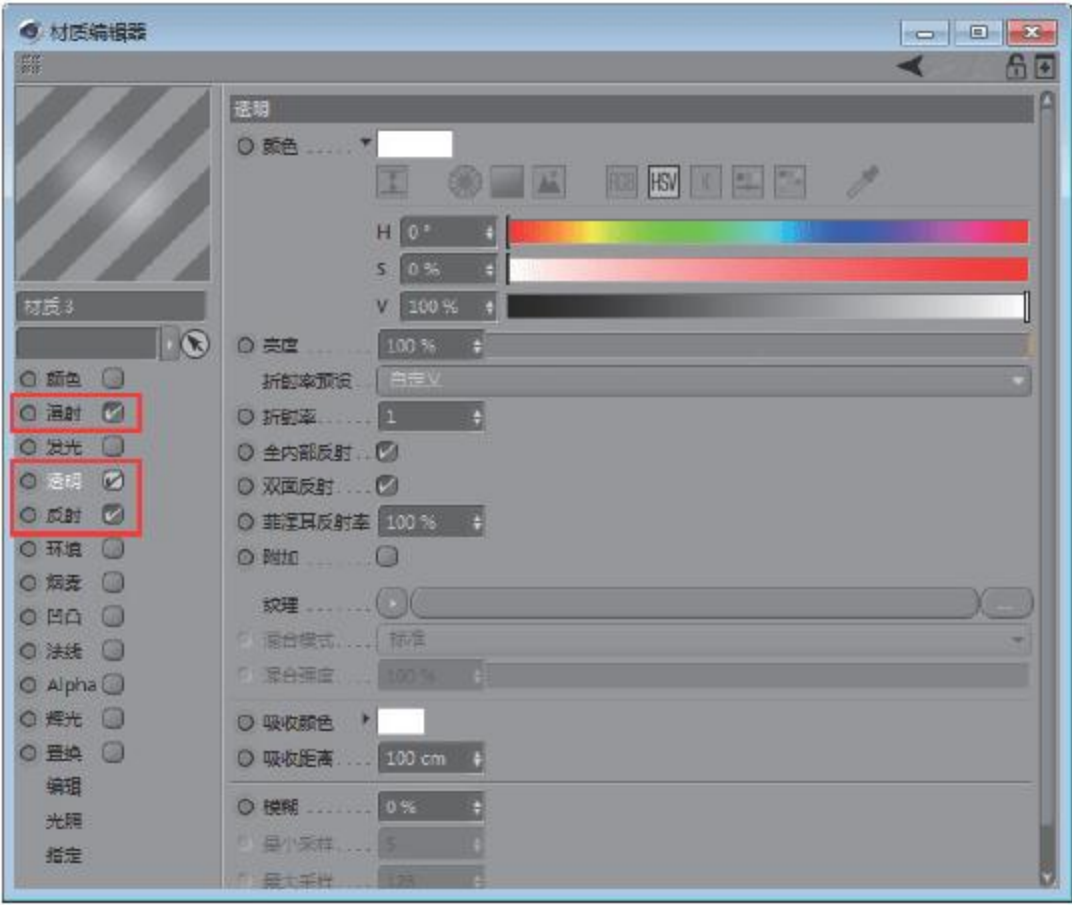 材质编辑器
透明
颜色
RGB HSV K
H 0°
S 0 %
V 100 %
材质.3
亮度 100 %
折射率预设 自定义
折射率 1
全内部反射
双面反射
菲涅耳反射率 100 %
附加
纹理 ...
混合模式 标准
混合强度 100 %
吸收颜色
吸收距离 100 cm
模糊 0 %
最小采样 5
最大采样 128
颜色
漫射
发光
透明
反射
环境
烟雾
凹凸
法线
Alpha
辉光
置换
编辑
光照
指定